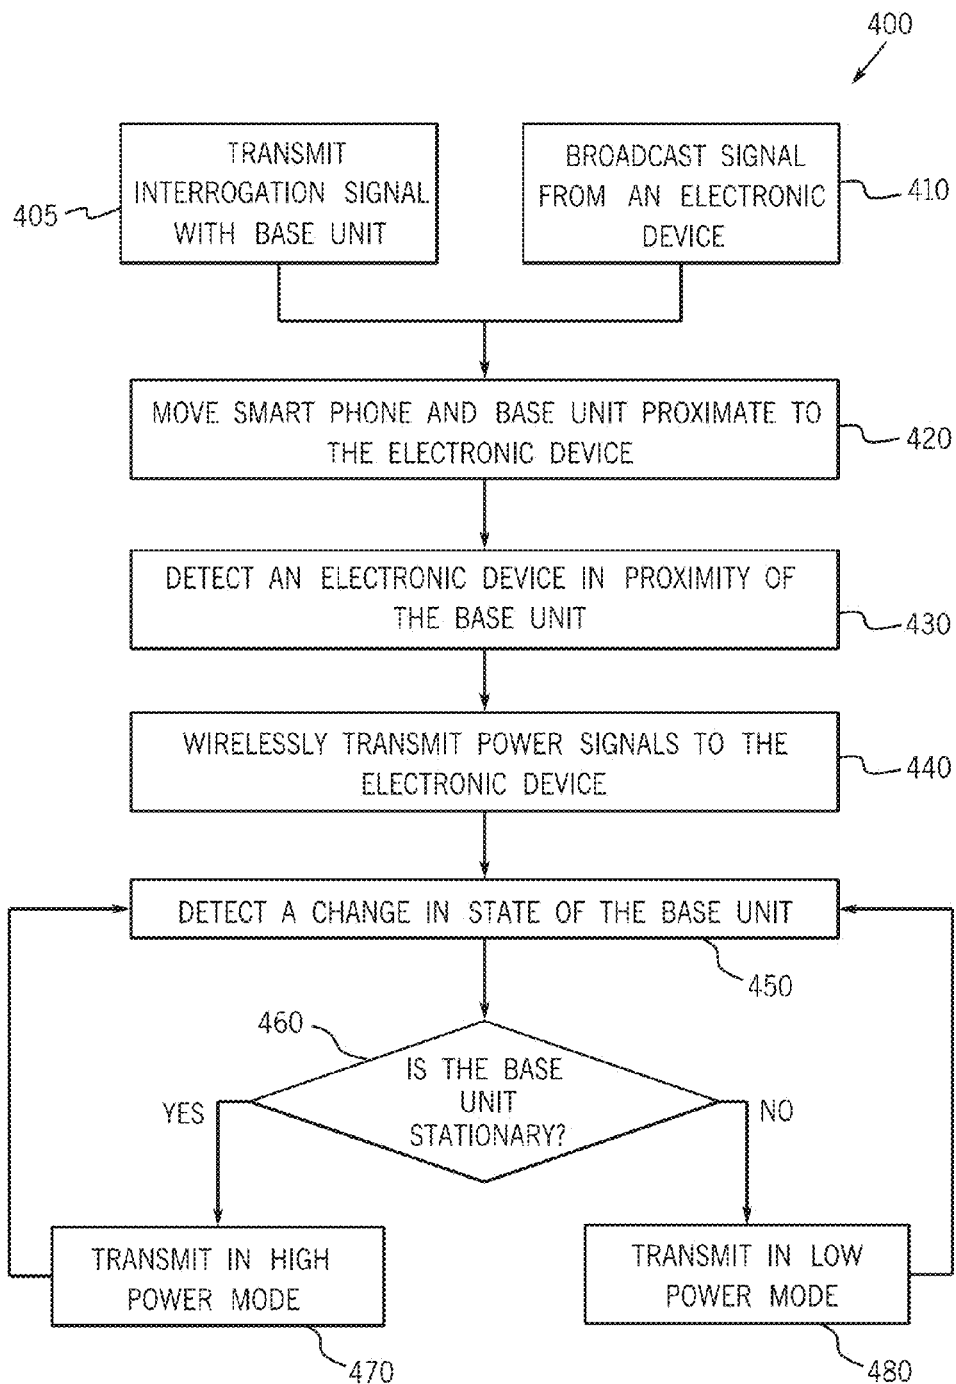 400
TRANSMIT
INTERROGATION SIGNAL
WITH BASE UNIT
405
BROADCAST SIGNAL
FROM AN ELECTRONIC
DEVICE
410
MOVE SMART PHONE AND BASE UNIT PROXIMATE TO
THE ELECTRONIC DEVICE
420
DETECT AN ELECTRONIC DEVICE IN PROXIMITY OF
THE BASE UNIT
430
WIRELESSLY TRANSMIT POWER SIGNALS TO THE
ELECTRONIC DEVICE
440
DETECT A CHANGE IN STATE OF THE BASE UNIT
450
460
IS THE BASE
UNIT
STATIONARY?
YES
NO
TRANSMIT IN HIGH
POWER MODE
470
TRANSMIT IN LOW
POWER MODE
480